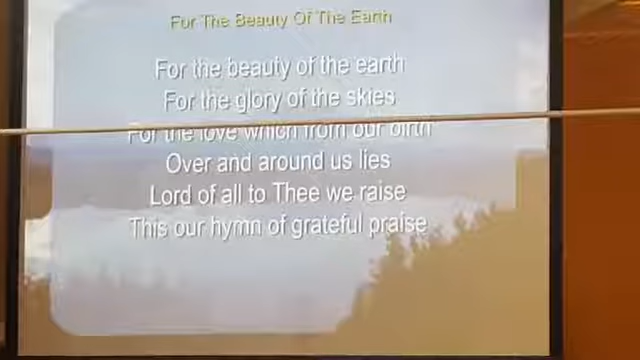 For The Beauty Of The Earth
For the beauty of the earth
For the glory of the skies
For the love which from our birth
Over and around us lies
Lord of all to Thee we raise
This our hymn of grateful praise